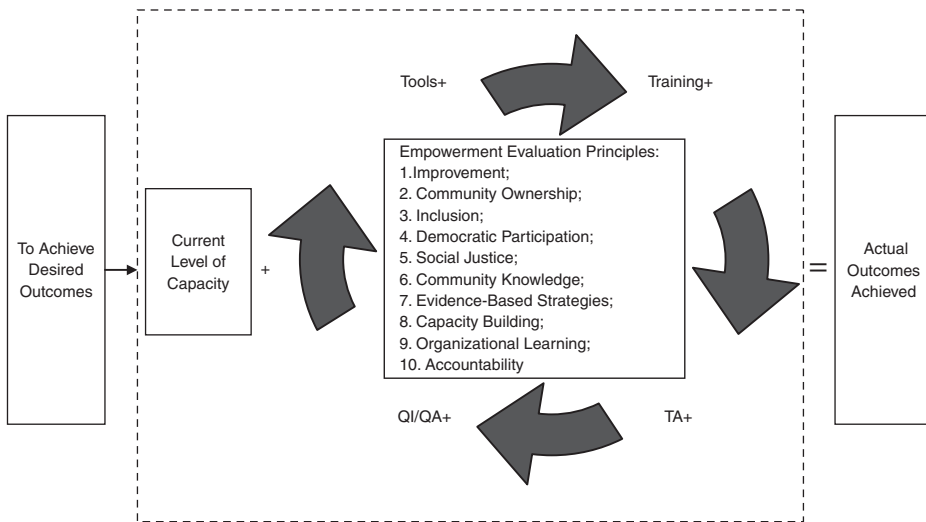 To Achieve
Desired
Outcomes
Current
Level of
Capacity
+
Tools+
Training+
Empowerment Evaluation Principles:
1.Improvement;
2. Community Ownership;
3. Inclusion;
4. Democratic Participation;
5. Social Justice;
6. Community Knowledge;
7. Evidence-Based Strategies;
8. Capacity Building;
9. Organizational Learning;
10. Accountability
QI/QA+
TA+
=
Actual
Outcomes
Achieved